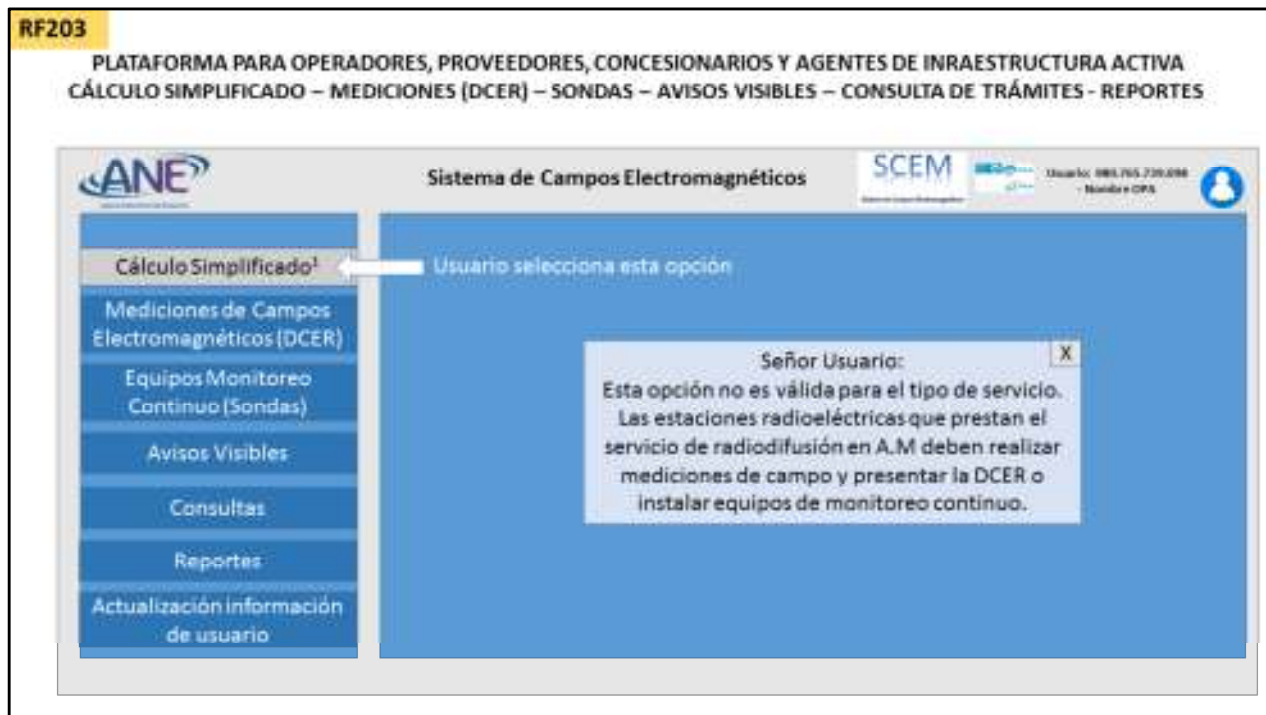 RF203
PLATAFORMA PARA OPERADORES, PROVEEDORES, CONCESIONARIOS Y AGENTES DE INRAESTRUCTURA ACTIVA
CÁLCULO SIMPLIFICADO – MEDICIONES (DCER) – SONDAS – AVISOS VISIBLES – CONSULTA DE TRÁMITES - REPORTES
ANE
Sistema de Campos Electromagnéticos
SCEM
Usuario:
- Nombre OPA
Cálculo Simplificado¹
Usuario selecciona esta opción
Mediciones de Campos
Electromagnéticos (DCER)
Equipos Monitoreo
Continuo (Sondas)
Avisos Visibles
Consultas
Reportes
Actualización información
de usuario
X
Señor Usuario:
Esta opción no es válida para el tipo de servicio.
Las estaciones radioeléctricas que prestan el
servicio de radiodifusión en A.M deben realizar
mediciones de campo y presentar la DCER o
instalar equipos de monitoreo continuo.